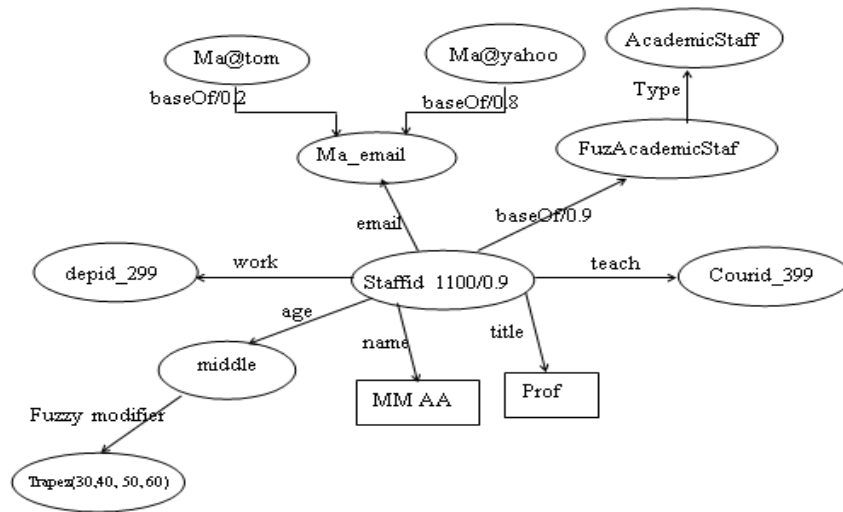 AcademicStaff
Ma@tom
Ma@yahoo
Type
baseOf/0.2
baseOf/0.8
Ma_email
FuzAcademicStaf
email
baseOf/0.9
work
teach
depid_299
Staffid 1100/0.9
Courid_399
age
title
name
middle
MM AA
Prof
Fuzzy modifier
Trapez(30,40, 50, 60)